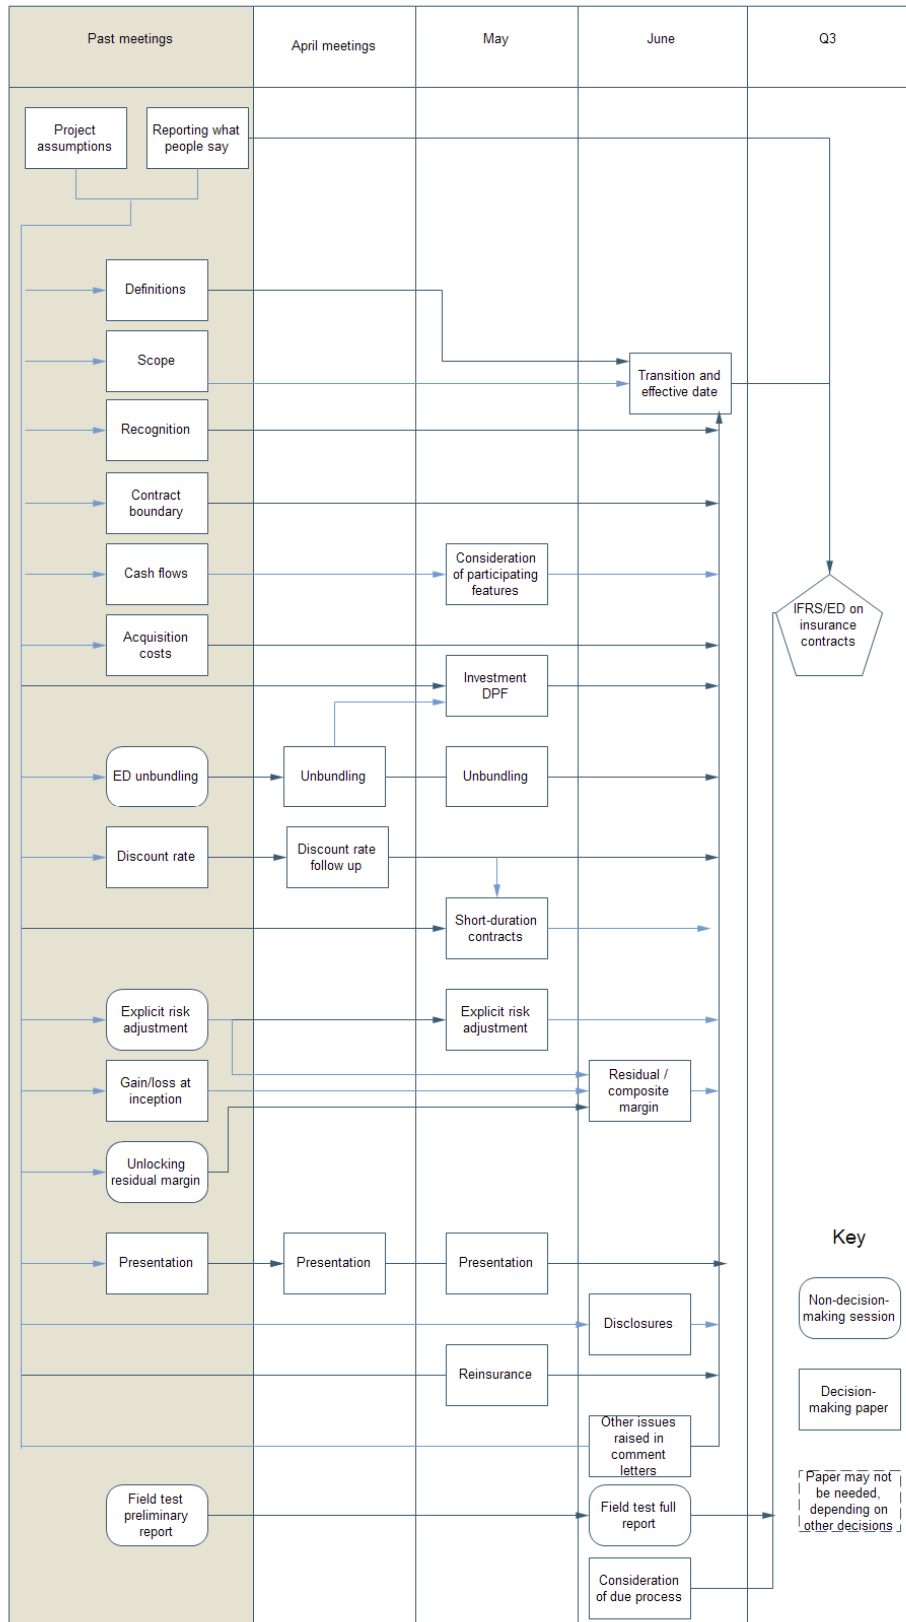 Past meetings
April meetings
May
June
Q3
Project
assumptions
Reporting what
people say
Definitions
Scope
Transition and
effective date
Recognition
Contract
boundary
Cash flows
Consideration
of participating
features
IFRS/ED on
insurance
contracts
Acquisition
costs
Investment
DPF
ED unbundling
Unbundling
Unbundling
Discount rate
Discount rate
follow up
Short-duration
contracts
Explicit risk
adjustment
Explicit risk
adjustment
Gain/loss at
inception
Residual /
composite
margin
Unlocking
residual margin
Presentation
Presentation
Presentation
Disclosures
Reinsurance
Other issues
raised in
comment
letters
Field test
preliminary
report
Field test full
report
Consideration
of due process
Key
Non-decision-
making session
Decision-
making paper
Paper may not
be needed,
depending on
other decisions